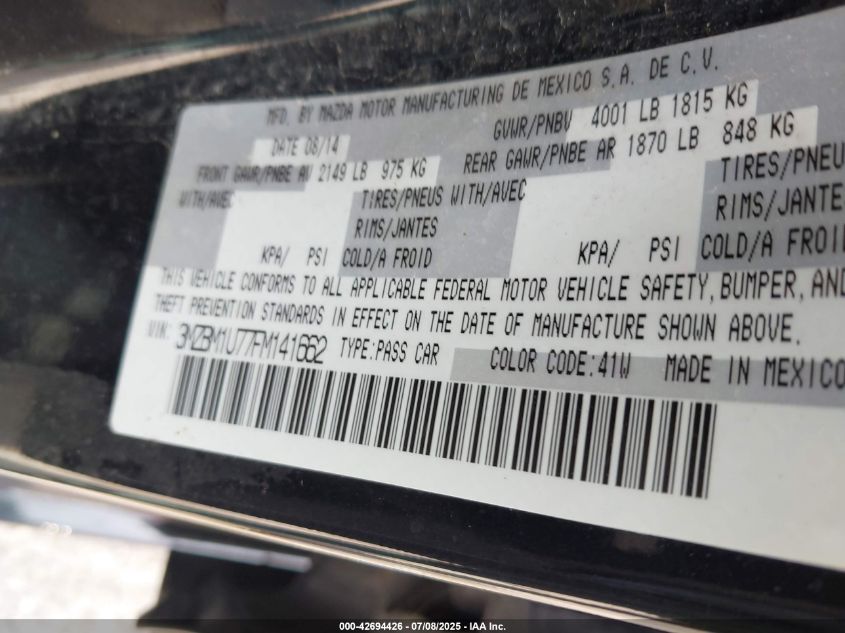 MFD. BY MAZDA MOTOR MANUFACTURING DE MEXICO S.A. DE C.V.
DATE 08/14 GVWR/PNBV 4001 LB 1815 KG
FRONT GAWR/PNBE AV 2149 LB 975 KG REAR GAWR/PNBE AR 1870 LB 848 KG
WITH/AVEC TIRES/PNEUS WITH/AVEC TIRES/PNEU
RIMS/JANTES RIMS/JANTE
KPA/ PSI COLD/A FROID KPA/ PSI COLD/A FROID
THIS VEHICLE CONFORMS TO ALL APPLICABLE FEDERAL MOTOR VEHICLE SAFETY, BUMPER, AND
THEFT PREVENTION STANDARDS IN EFFECT ON THE DATE OF MANUFACTURE SHOWN ABOVE.
VIN: 3MZBM1U77FM141662 TYPE:PASS CAR COLOR CODE:41W MADE IN MEXICO
000-42694426 - 07/08/2025 - IAA Inc.